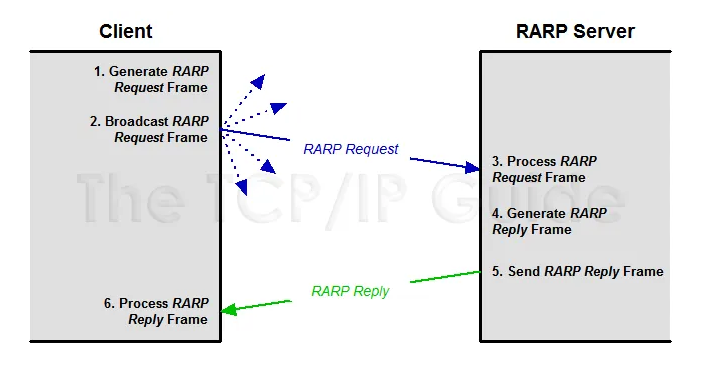 Client
RARP Server
1. Generate RARP
Request Frame
2. Broadcast RARP
Request Frame
RARP Request
3. Process RARP
Request Frame
The TCP/IP Guide
4. Generate RARP
Reply Frame
5. Send RARP Reply Frame
RARP Reply
6. Process RARP
Reply Frame